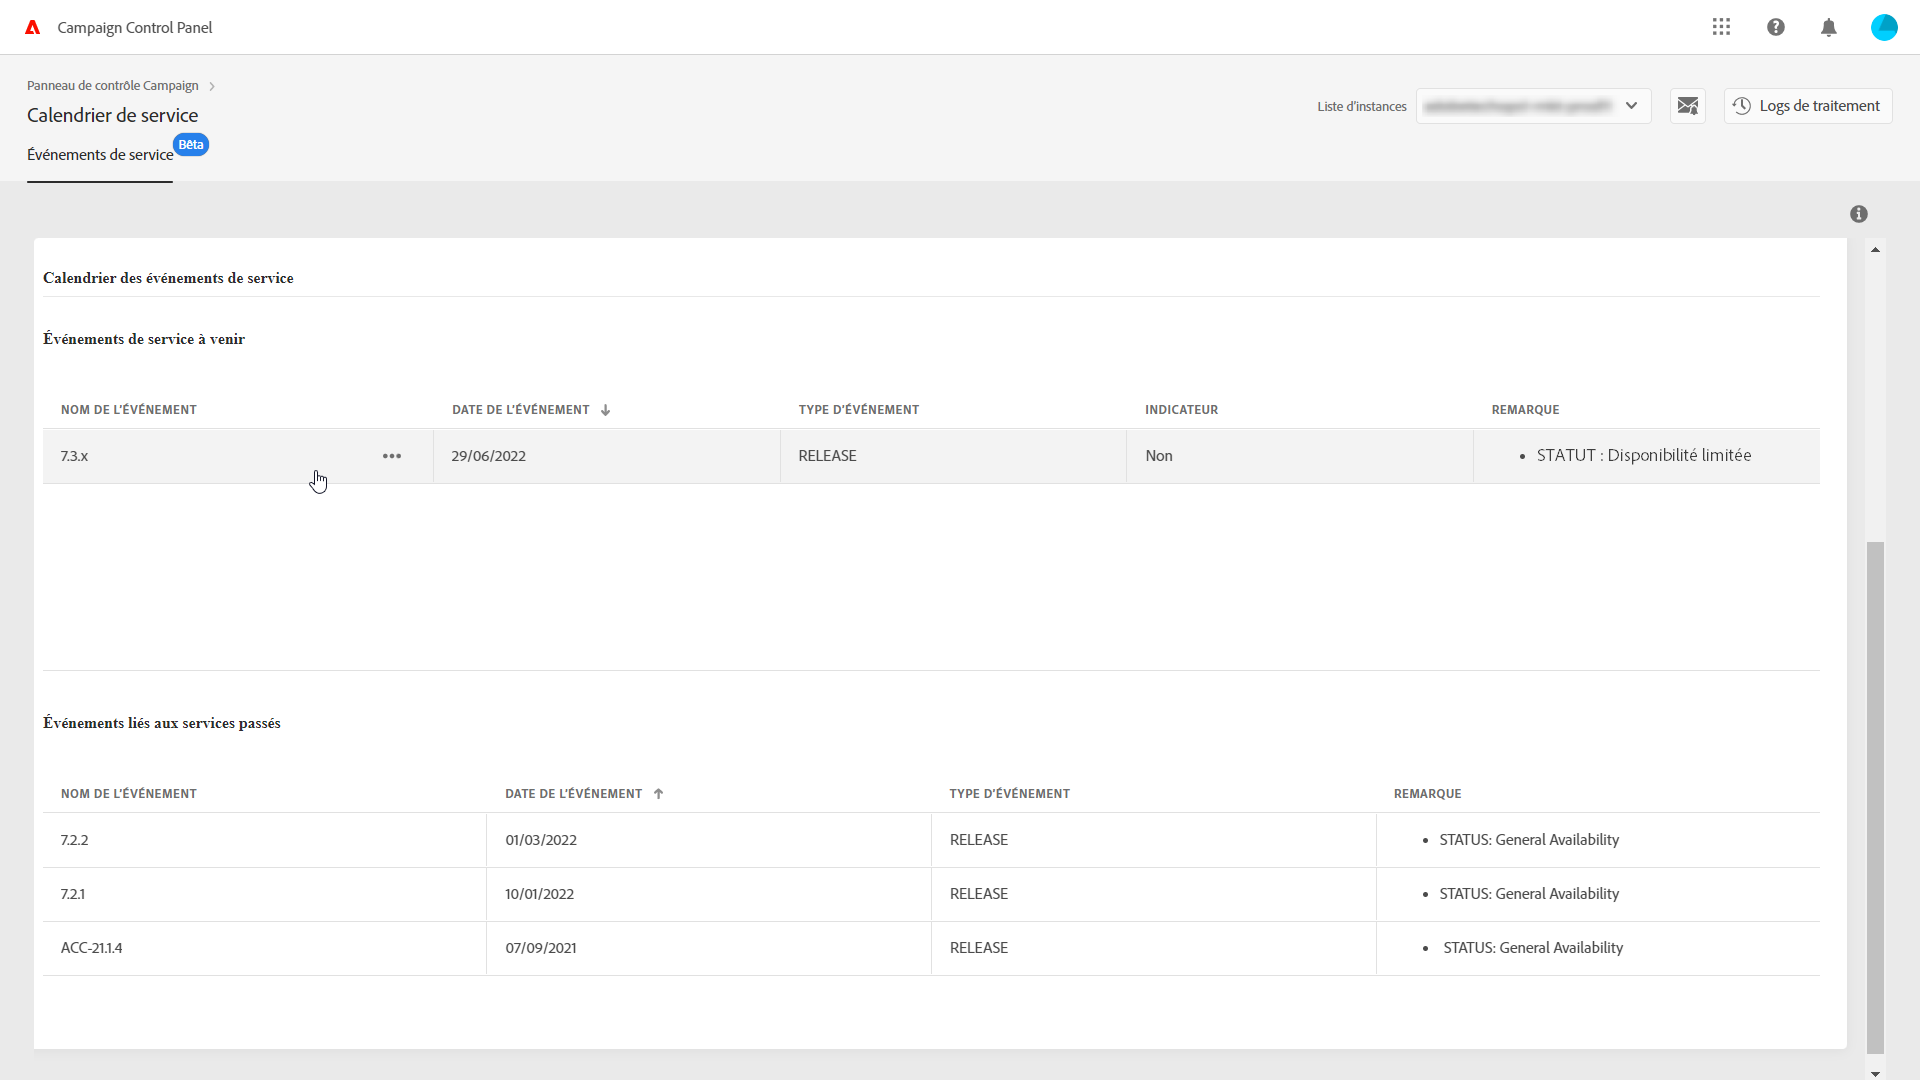 Campaign Control Panel
Panneau de contrôle Campaign
Calendrier de service
Liste d'instances
Logs de traitement
Événements de service
Bêta
Calendrier des événements de service
Événements de service à venir
NOM DE L'ÉVÉNEMENT DATE DE L'ÉVÉNEMENT TYPE D'ÉVÉNEMENT INDICATEUR REMARQUE
7.3.x ••• 29/06/2022 RELEASE Non • STATUT : Disponibilité limitée
Événements liés aux services passés
NOM DE L'ÉVÉNEMENT DATE DE L'ÉVÉNEMENT TYPE D'ÉVÉNEMENT REMARQUE
7.2.2 01/03/2022 RELEASE • STATUS: General Availability
7.2.1 10/01/2022 RELEASE • STATUS: General Availability
ACC-21.1.4 07/09/2021 RELEASE • STATUS: General Availability